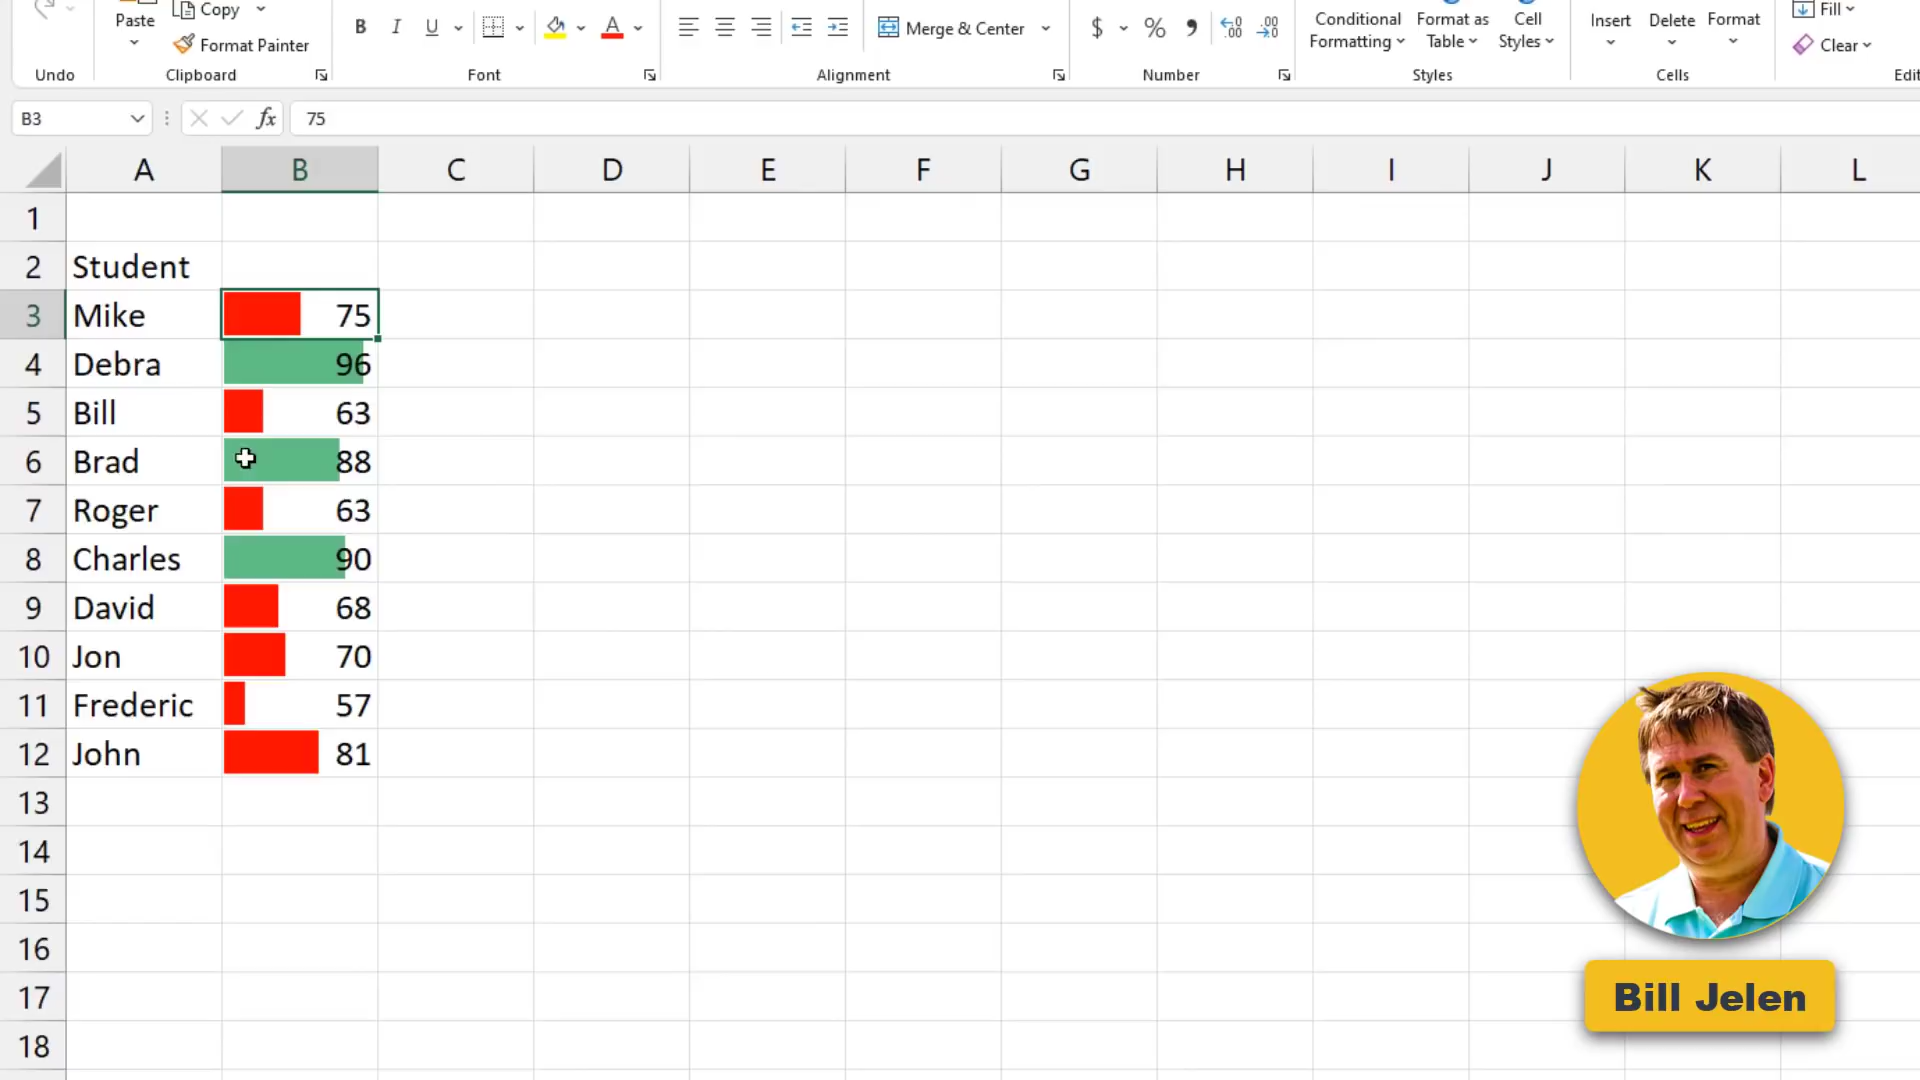 Paste
Copy
Format Painter
B I U
A
Merge & Center
$ %
Conditional
Formatting
Format as
Table
Cell
Styles
Insert
Delete
Format
Fill
Clear
Undo
Clipboard
Font
Alignment
Number
Styles
Cells
Edit
B3
fx
75
A B C D E F G H I J K L
1
2 Student
3 Mike 75
4 Debra 96
5 Bill 63
6 Brad 88
7 Roger 63
8 Charles 90
9 David 68
10 Jon 70
11 Frederic 57
12 John 81
13
14
15
16
17
18
Bill Jelen